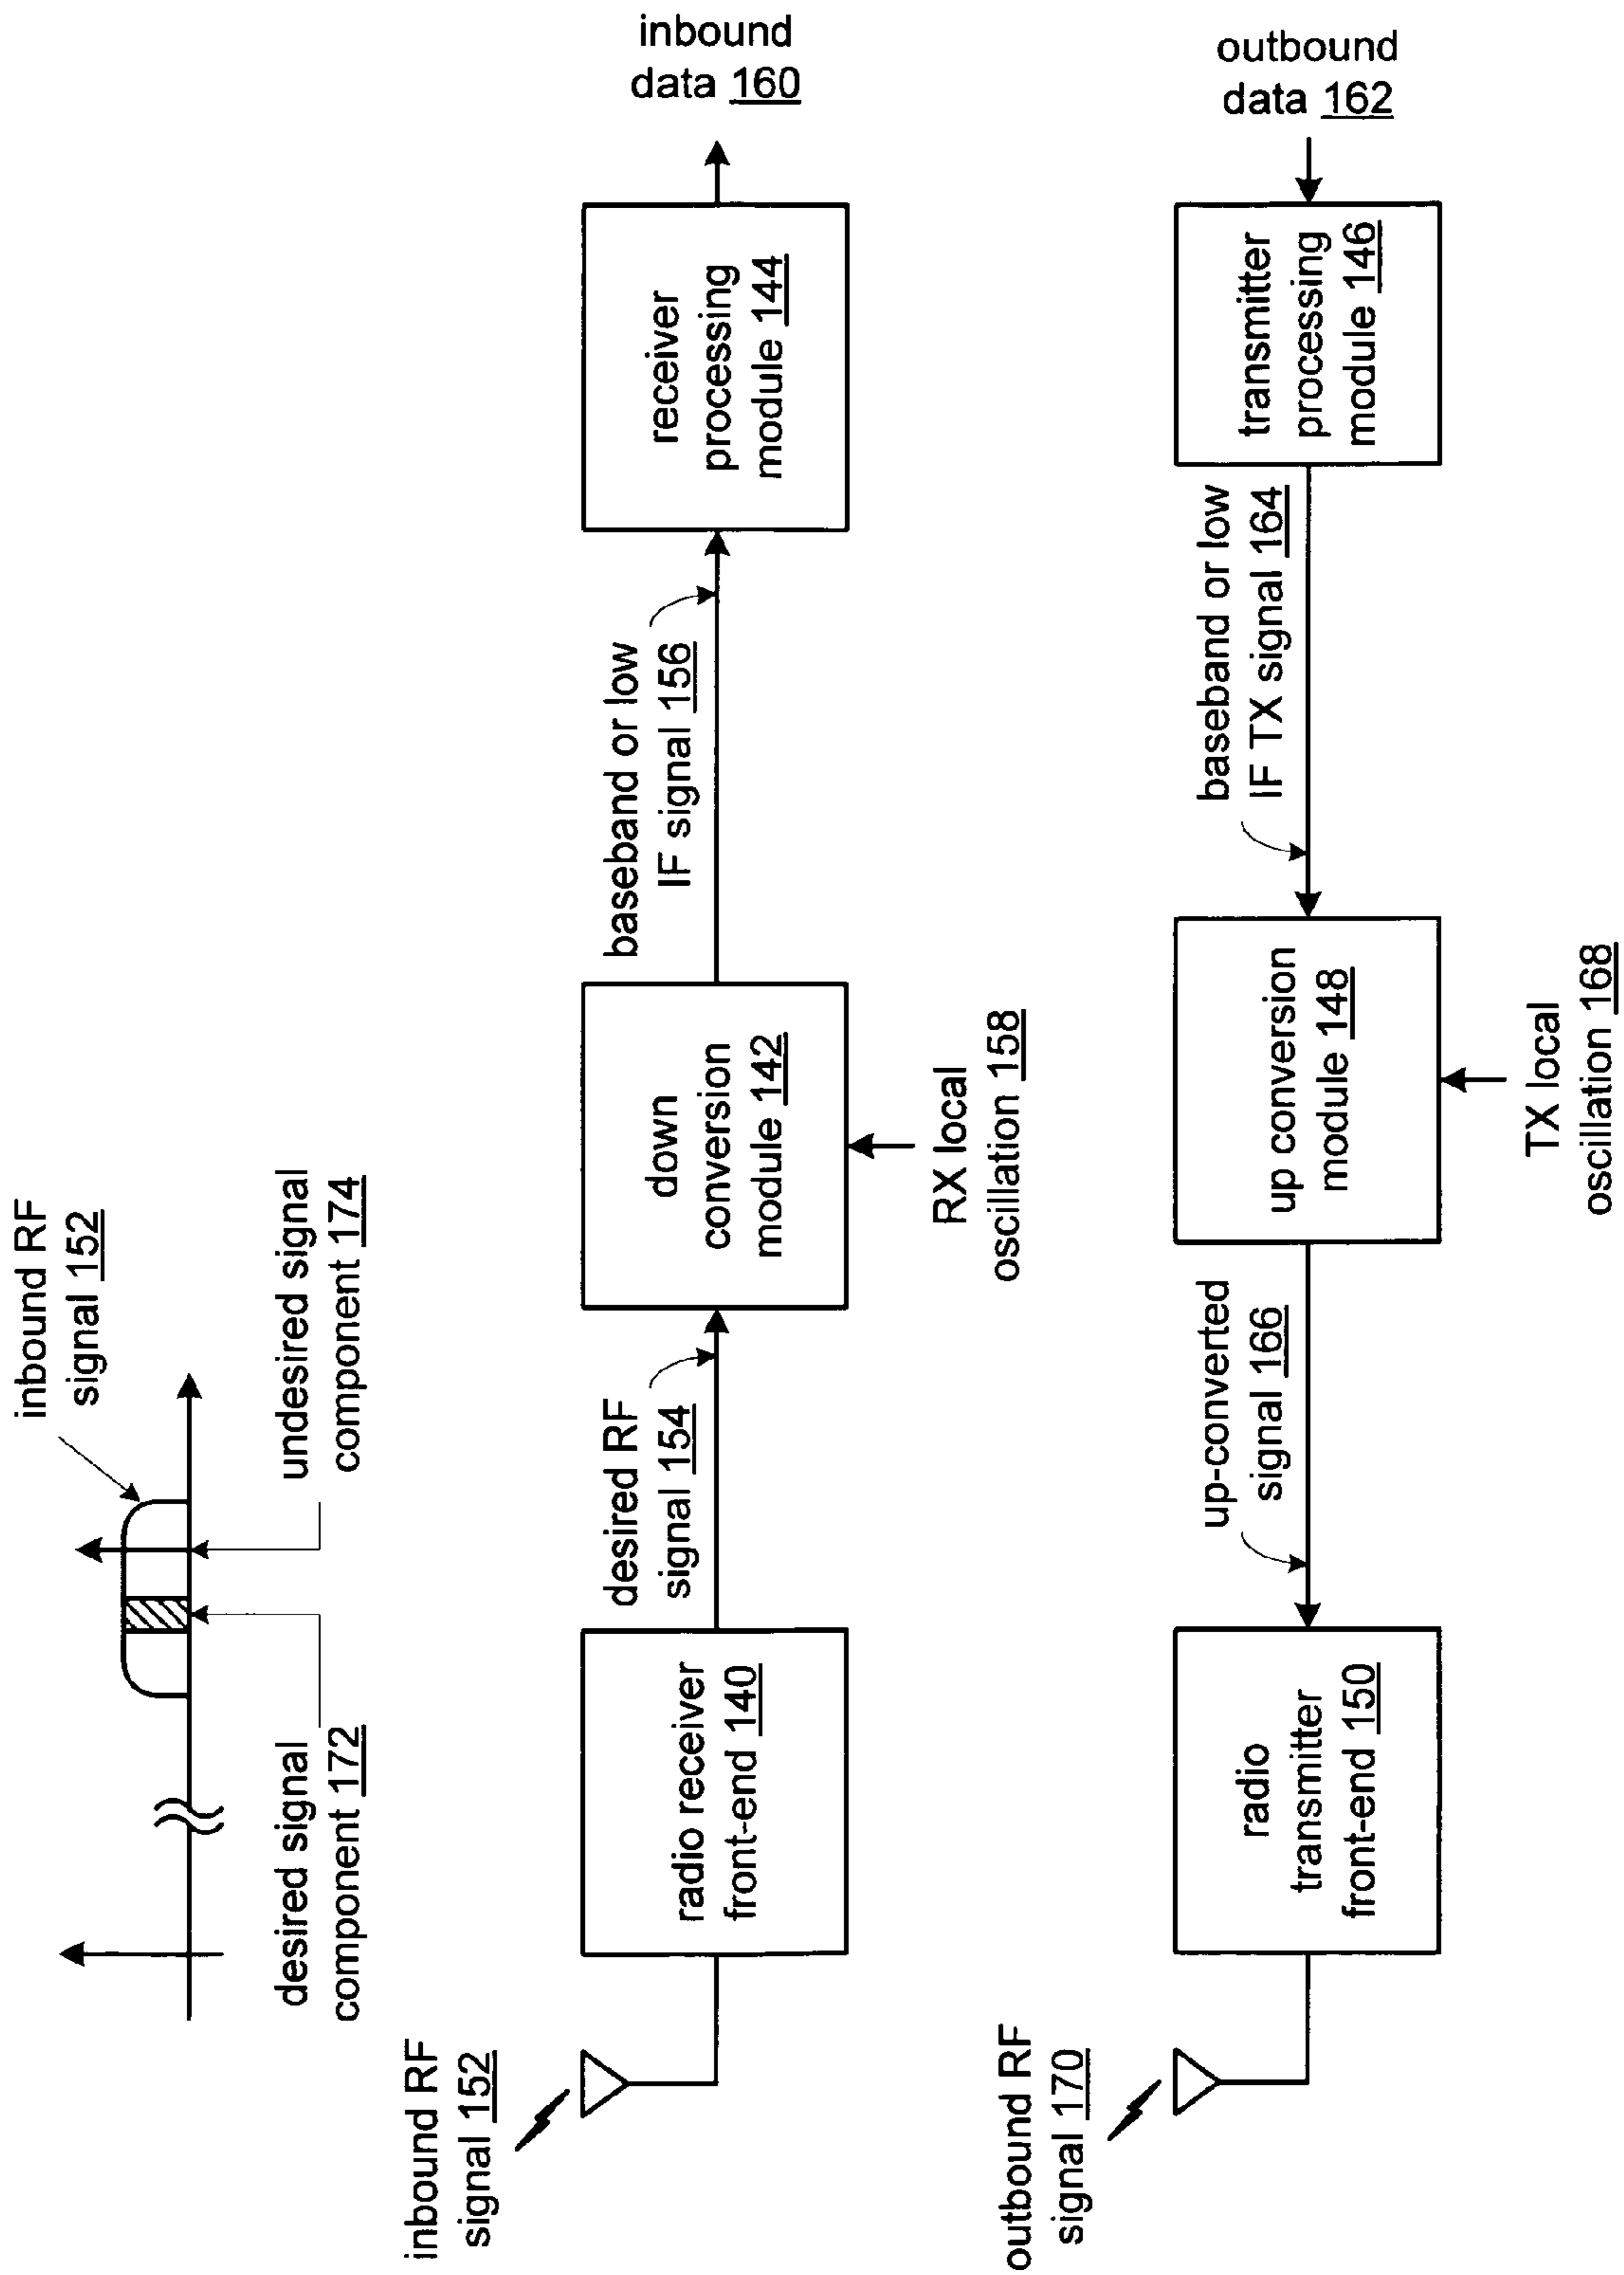 inbound RF
signal 152
desired signal
component 172
undesired signal
component 174
inbound RF
signal 152
radio receiver
front-end 140
desired RF
signal 154
down
conversion
module 142
RX local
oscillation 158
baseband or low
IF signal 156
receiver
processing
module 144
inbound
data 160
outbound RF
signal 170
radio
transmitter
front-end 150
up-converted
signal 166
up conversion
module 148
TX local
oscillation 168
baseband or low
IF TX signal 164
transmitter
processing
module 146
outbound
data 162